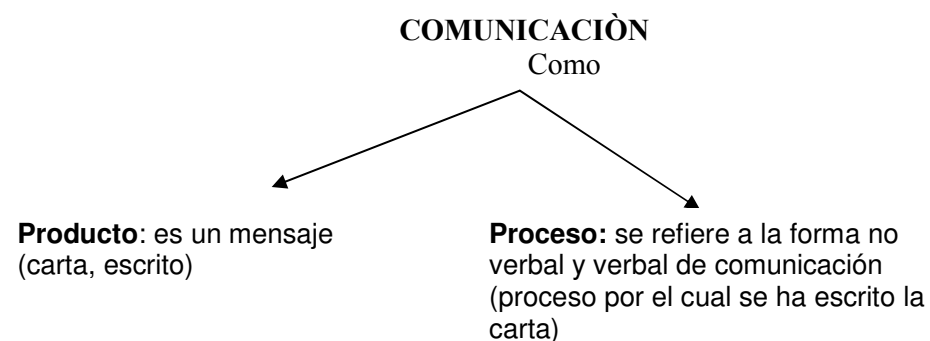 COMUNICACIÒN
Como
Producto: es un mensaje
(carta, escrito)
Proceso: se refiere a la forma no
verbal y verbal de comunicación
(proceso por el cual se ha escrito la
carta)